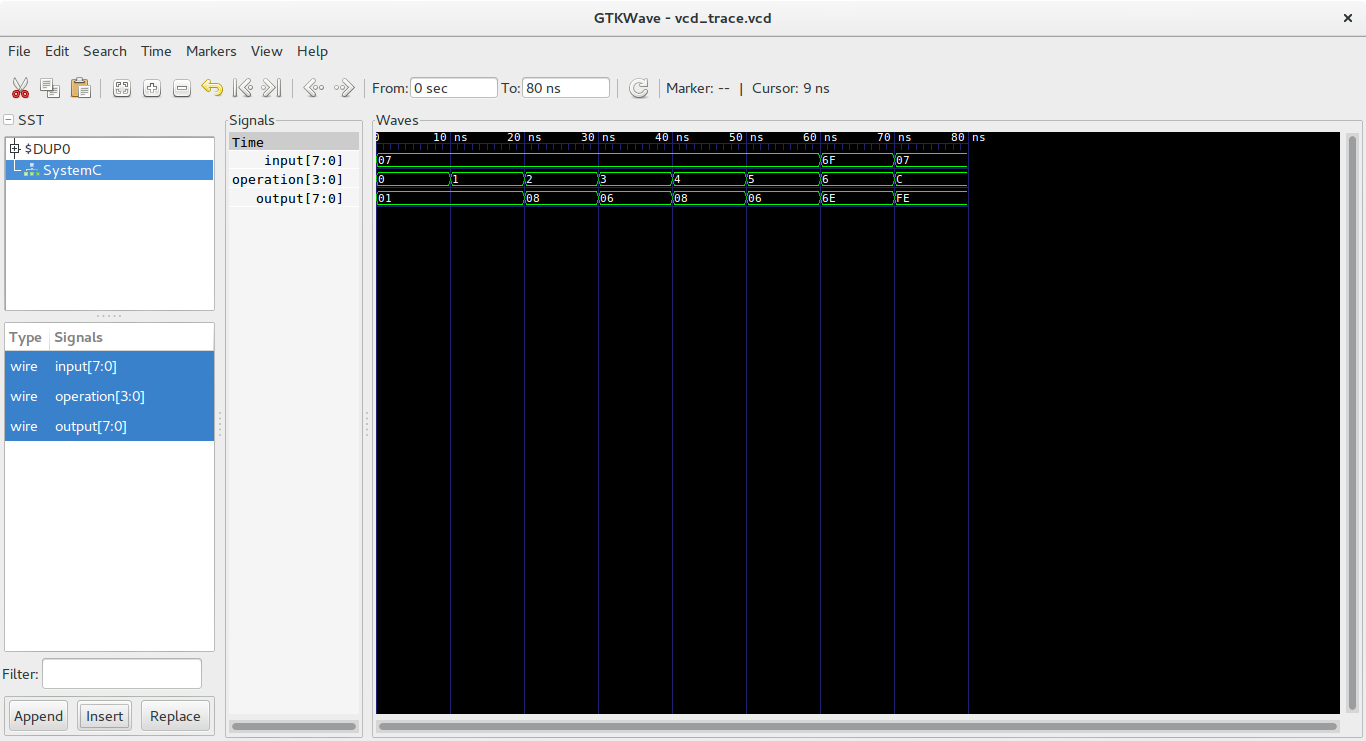 GTKWave - vcd_trace.vcd
File Edit Search Time Markers View Help
From: 0 sec To: 80 ns Marker: -- | Cursor: 9 ns
SST
$DUP0
SystemC
Type Signals
wire input[7:0]
wire operation[3:0]
wire output[7:0]
Filter:
Append Insert Replace
Signals
Time
input[7:0]
operation[3:0]
output[7:0]
Waves
0 10 ns 20 ns 30 ns 40 ns 50 ns 60 ns 70 ns 80 ns
07 6F 07
0 1 2 3 4 5 6 C
01 08 06 08 06 6E FE